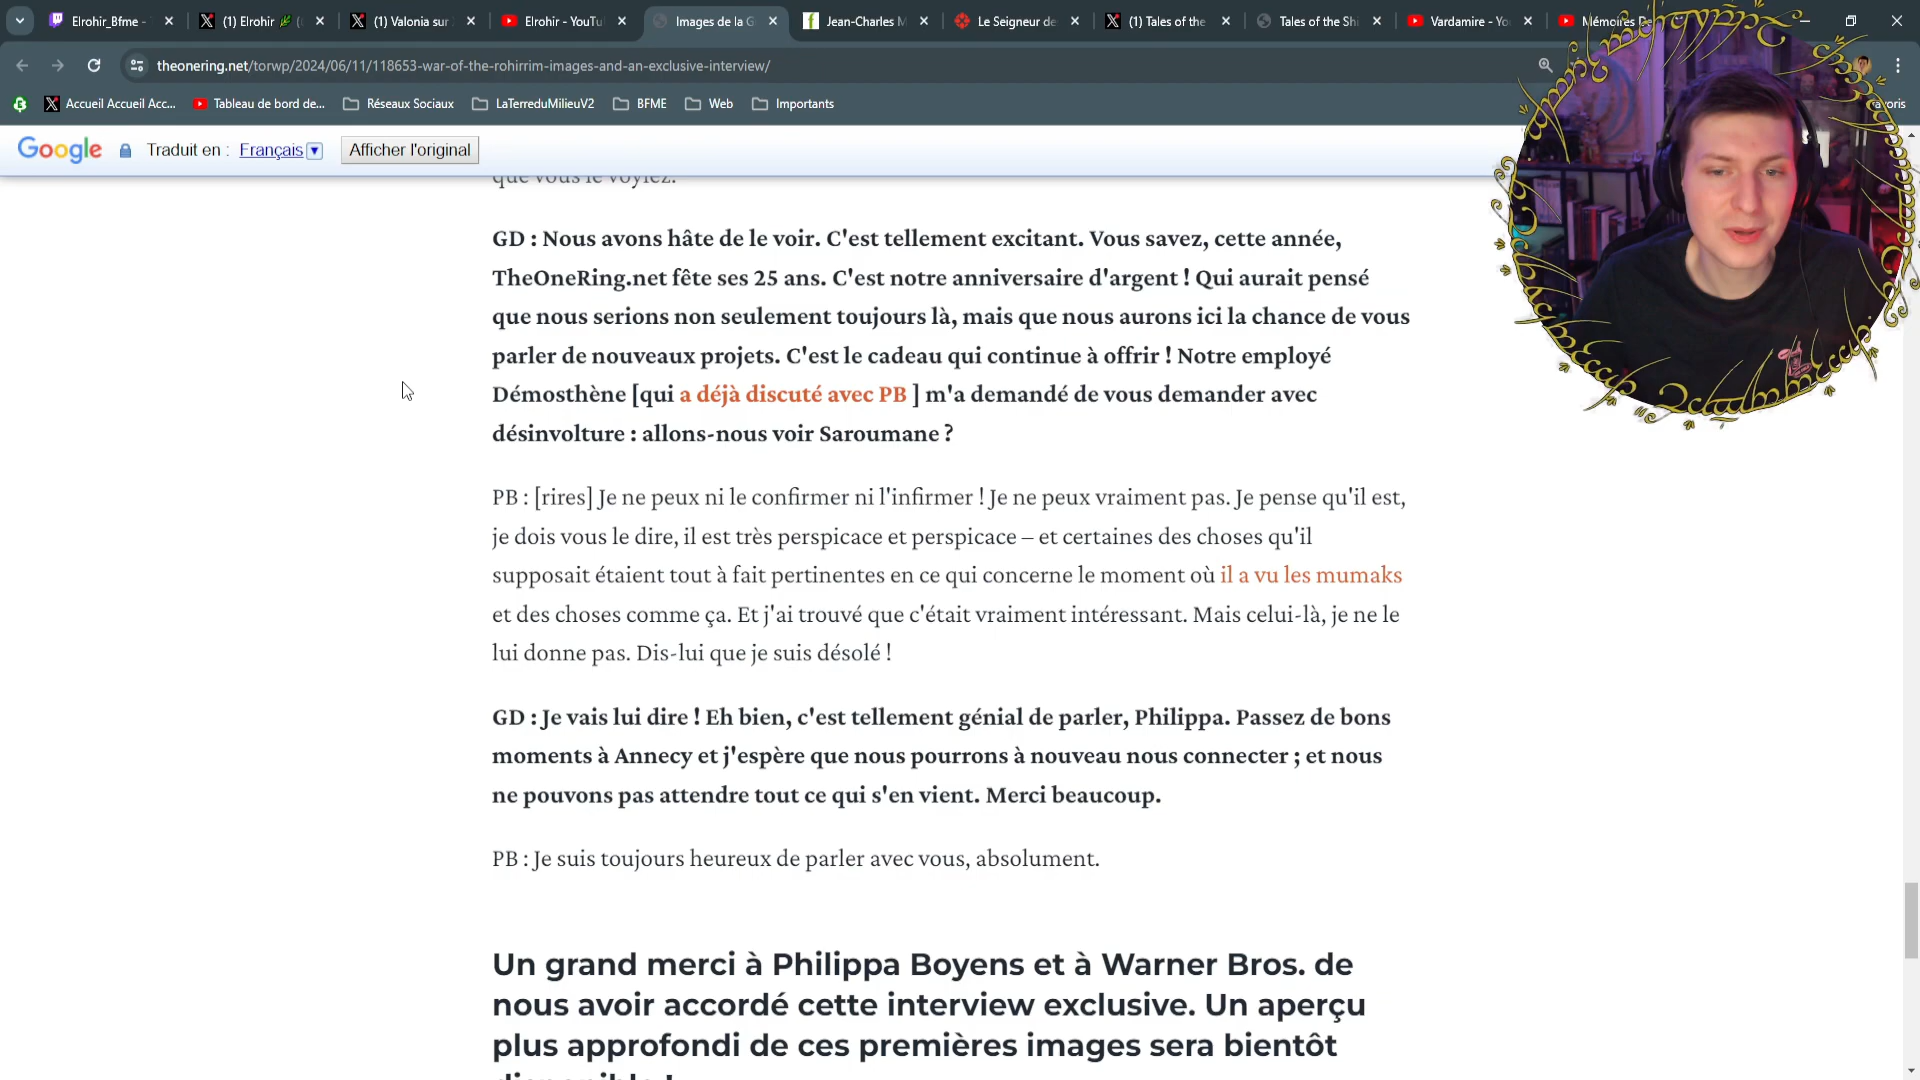 Elrohir_Bfme -
(1) Elrohir
(1) Valonia sur
Elrohir - YouTu
Images de la G
Jean-Charles M
Le Seigneur de
(1) Tales of the
Tales of the Shi
Vardamire - Yo
Mémoires De
theonering.net/torwp/2024/06/11/118653-war-of-the-rohirrim-images-and-an-exclusive-interview/
Accueil Accueil Acc...
Tableau de bord de...
Réseaux Sociaux
LaTerreduMilieuV2
BFME
Web
Importants
Google
Traduit en :
Français
Afficher l'original
que vous le voyiez.
GD : Nous avons hâte de le voir. C'est tellement excitant. Vous savez, cette année,
TheOneRing.net fête ses 25 ans. C'est notre anniversaire d'argent ! Qui aurait pensé
que nous serions non seulement toujours là, mais que nous aurons ici la chance de vous
parler de nouveaux projets. C'est le cadeau qui continue à offrir ! Notre employé
Démosthène [qui a déjà discuté avec PB ] m'a demandé de vous demander avec
désinvolture : allons-nous voir Saroumane ?
PB : [rires] Je ne peux ni le confirmer ni l'infirmer ! Je ne peux vraiment pas. Je pense qu'il est,
je dois vous le dire, il est très perspicace et perspicace – et certaines des choses qu'il
supposait étaient tout à fait pertinentes en ce qui concerne le moment où il a vu les mumaks
et des choses comme ça. Et j'ai trouvé que c'était vraiment intéressant. Mais celui-là, je ne le
lui donne pas. Dis-lui que je suis désolé !
GD : Je vais lui dire ! Eh bien, c'est tellement génial de parler, Philippa. Passez de bons
moments à Annecy et j'espère que nous pourrons à nouveau nous connecter ; et nous
ne pouvons pas attendre tout ce qui s'en vient. Merci beaucoup.
PB : Je suis toujours heureux de parler avec vous, absolument.
Un grand merci à Philippa Boyens et à Warner Bros. de
nous avoir accordé cette interview exclusive. Un aperçu
plus approfondi de ces premières images sera bientôt